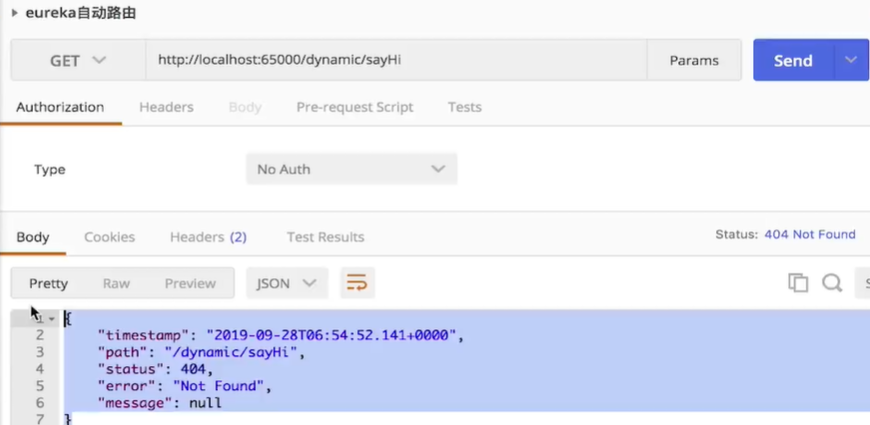 eureka自动路由
GET http://localhost:65000/dynamic/sayHi Params Send
Authorization Headers Body Pre-request Script Tests
Type No Auth
Body Cookies Headers (2) Test Results Status: 404 Not Found
Pretty Raw Preview JSON S
1 {
2 "timestamp": "2019-09-28T06:54:52.141+0000",
3 "path": "/dynamic/sayHi",
4 "status": 404,
5 "error": "Not Found",
6 "message": null
7 }